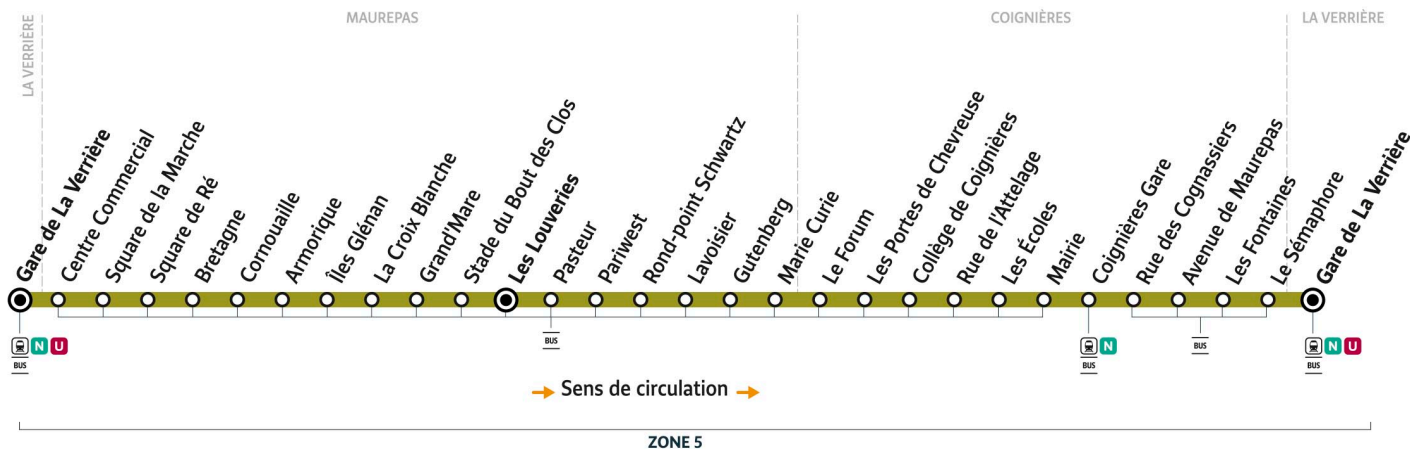 LA VERRIÈRE
MAUREPAS
COIGNIÈRES
LA VERRIÈRE
Gare de La Verrière
Centre Commercial
Square de la Marche
Square de Ré
Bretagne
Cornouaille
Armorique
Îles Glénan
La Croix Blanche
Grand'Mare
Stade du Bout des Clos
Les Louveries
Pasteur
Pariwest
Rond-point Schwartz
Lavoisier
Gutenberg
Marie Curie
Le Forum
Les Portes de Chevreuse
Collège de Coignières
Rue de l'Attelage
Les Écoles
Mairie
Coignières Gare
Rue des Cognassiers
Avenue de Maurepas
Les Fontaines
Le Sémaphore
Gare de La Verrière
N U
BUS
BUS
N
BUS
BUS
N U
BUS
Sens de circulation
ZONE 5